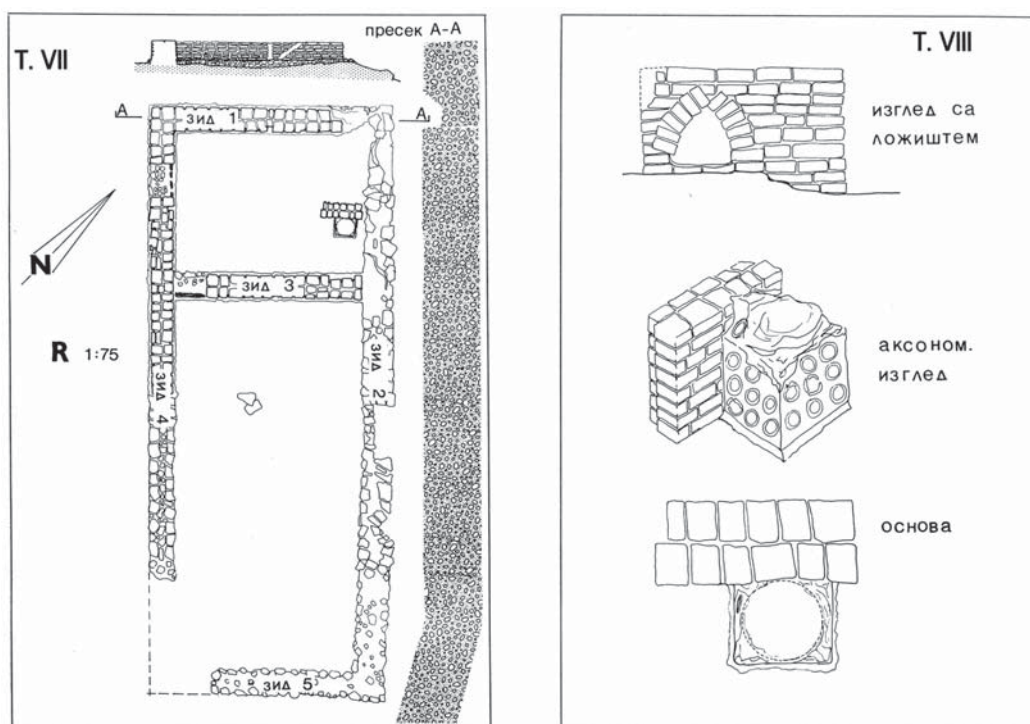 T. VII
пресек А-А
А
А
зид 1
N
зид 3
R 1:75
зид 2
зид 4
зид 5
T. VIII
изглед са
ложиштем
аксоном.
изглед
основа